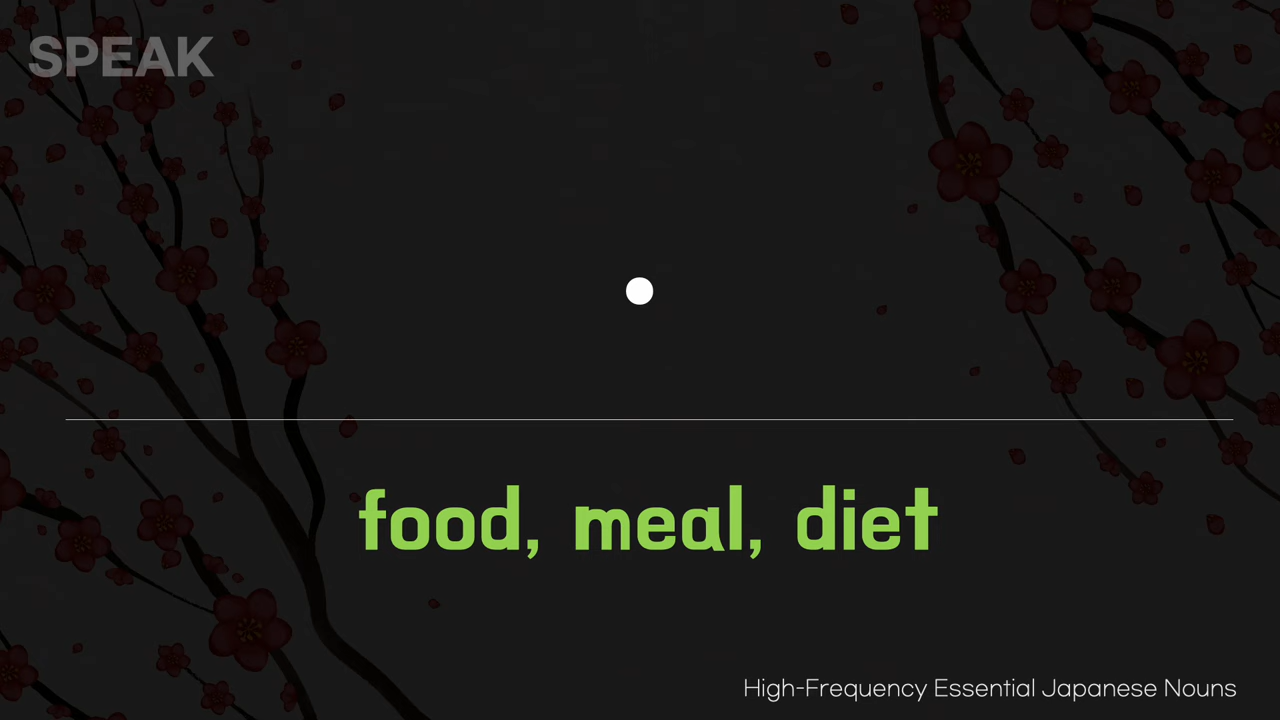 SPEAK
food, meal, diet
High-Frequency Essential Japanese Nouns